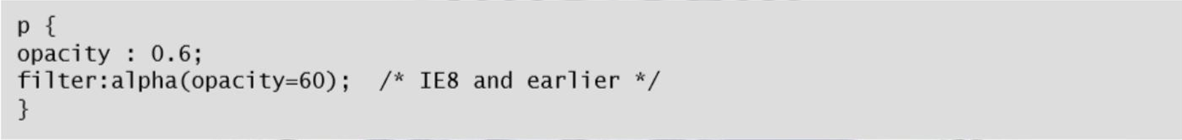 p {
opacity : 0.6;
filter:alpha(opacity=60);  /* IE8 and earlier */
}